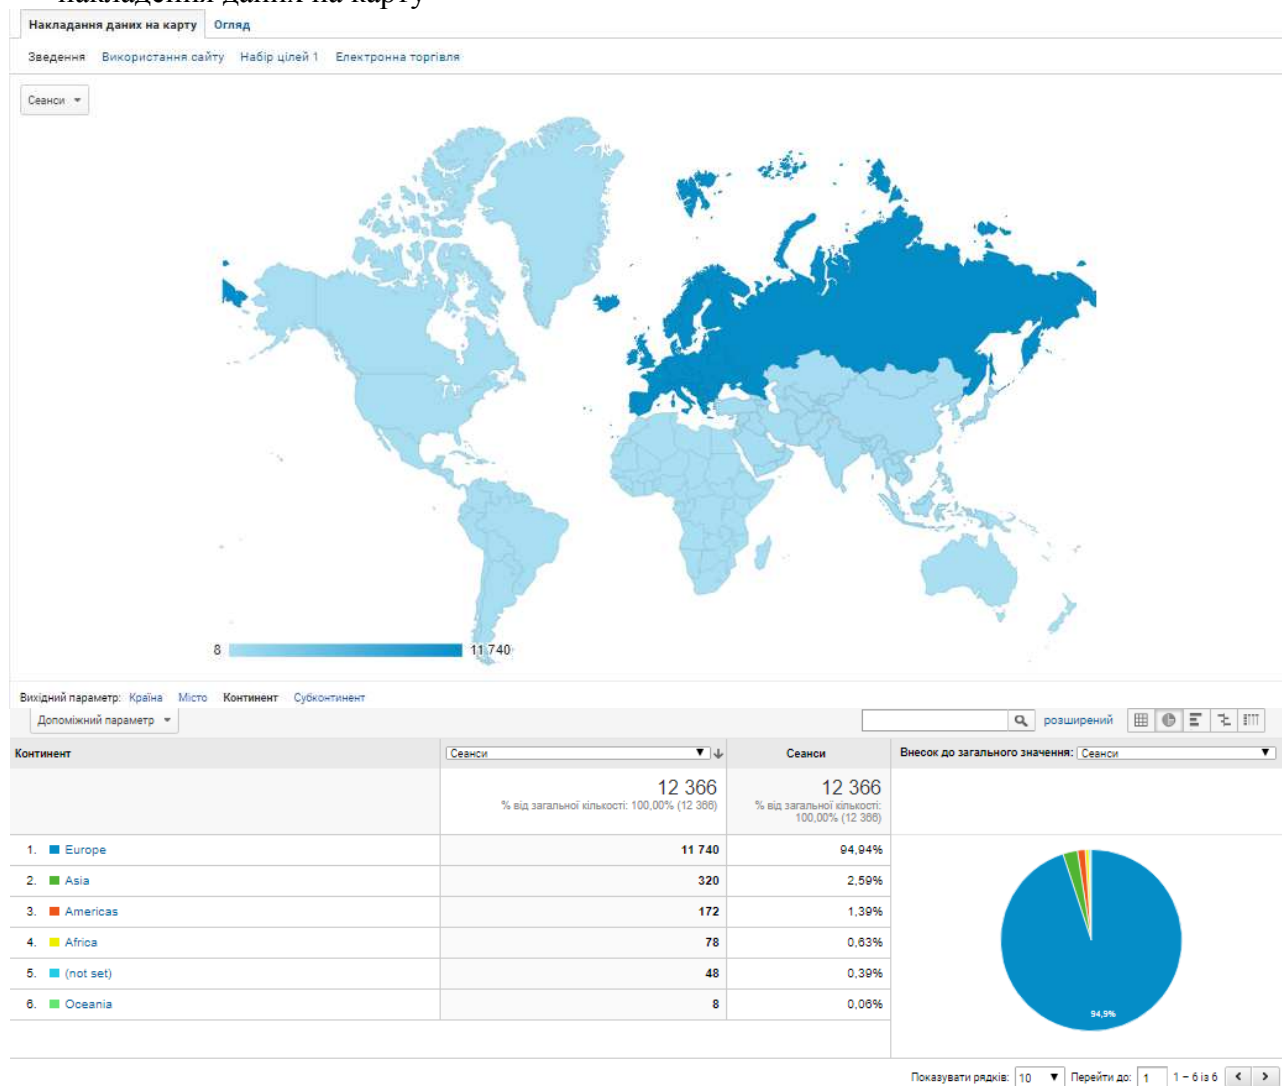 накладення даних на карту
Накладання даних на карту Огляд
Зведення Використання сайту Набір цілей 1 Електронна торгівля
Сеанси
8 11 740
Вихідний параметр: Країна Місто Континент Субконтинент
Допоміжний параметр розширений
Континент Сеанси Сеанси Внесок до загального значення: Сеанси
12 366 12 366
% від загальної кількості: 100,00% (12 366) % від загальної кількості:
100,00% (12 366)
1. Europe 11 740 94,94%
2. Asia 320 2,59%
3. Americas 172 1,39%
4. Africa 78 0,63%
5. (not set) 48 0,39%
6. Oceania 8 0,06%
94,9%
Показувати рядків: 10 Перейти до: 1 1 – 6 із 6